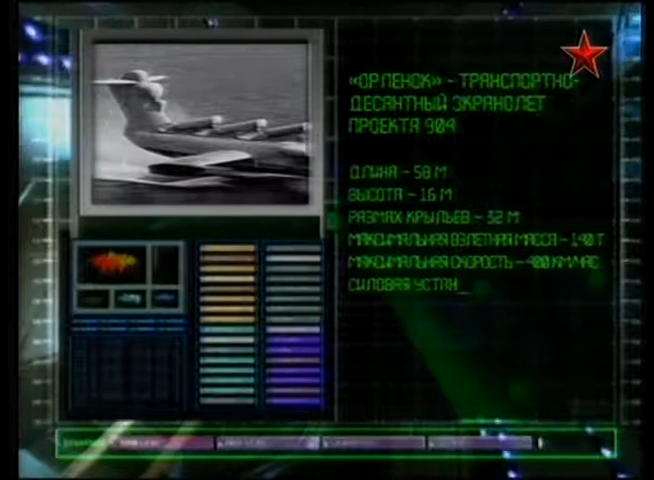 «ОРЛЕНОК» - ТРАНСПОРТНО-
ДЕСАНТНЫЙ ЭКРАНОЛЕТ
ПРОЕКТА 904
ДЛИНА - 58 М
ВЫСОТА - 16 М
РАЗМАХ КРЫЛЬЕВ - 32 М
МАКСИМАЛЬНАЯ ВЗЛЕТНАЯ МАССА - 140 Т
МАКСИМАЛЬНАЯ СКОРОСТЬ - 400 КМ/ЧАС
СИЛОВАЯ УСТАН_